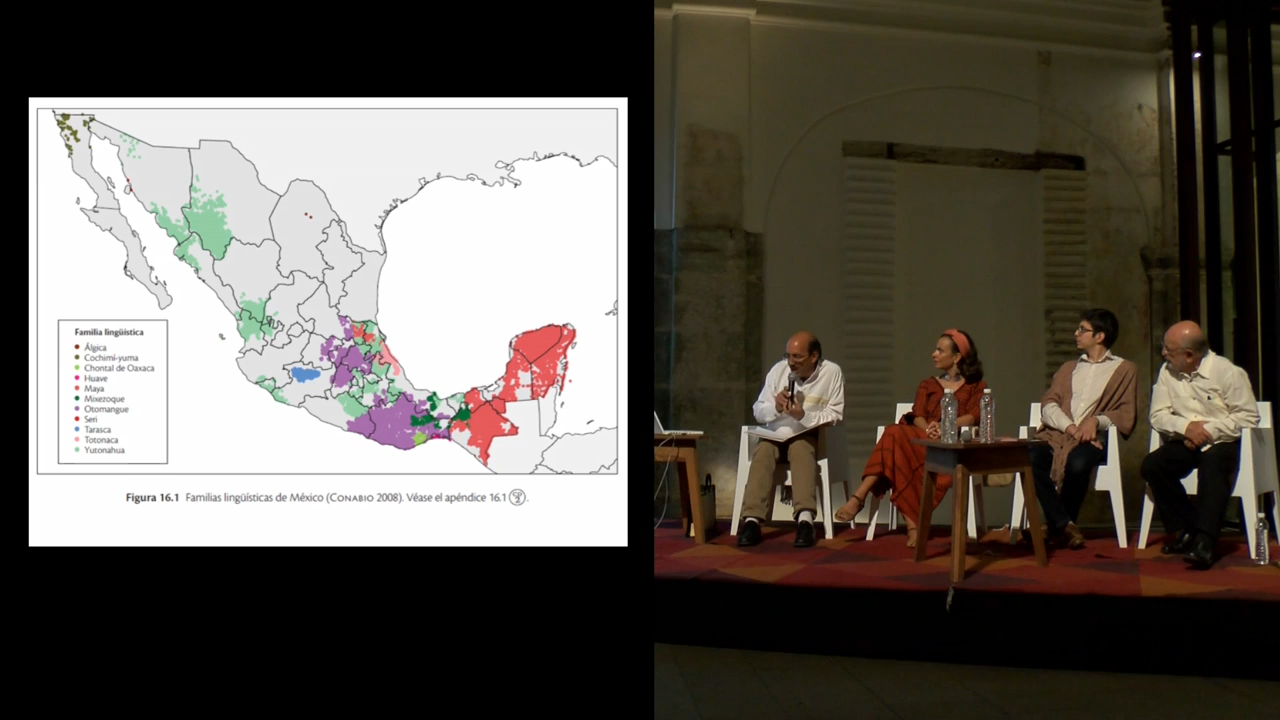 Familia lingüística
Álgica
Cochimí-yuma
Chontal de Oaxaca
Huave
Maya
Mixezoque
Otomangue
Seri
Tarasca
Totonaca
Yutonahua
Figura 16.1 Familias lingüísticas de México (CONABIO 2008). Véase el apéndice 16.1